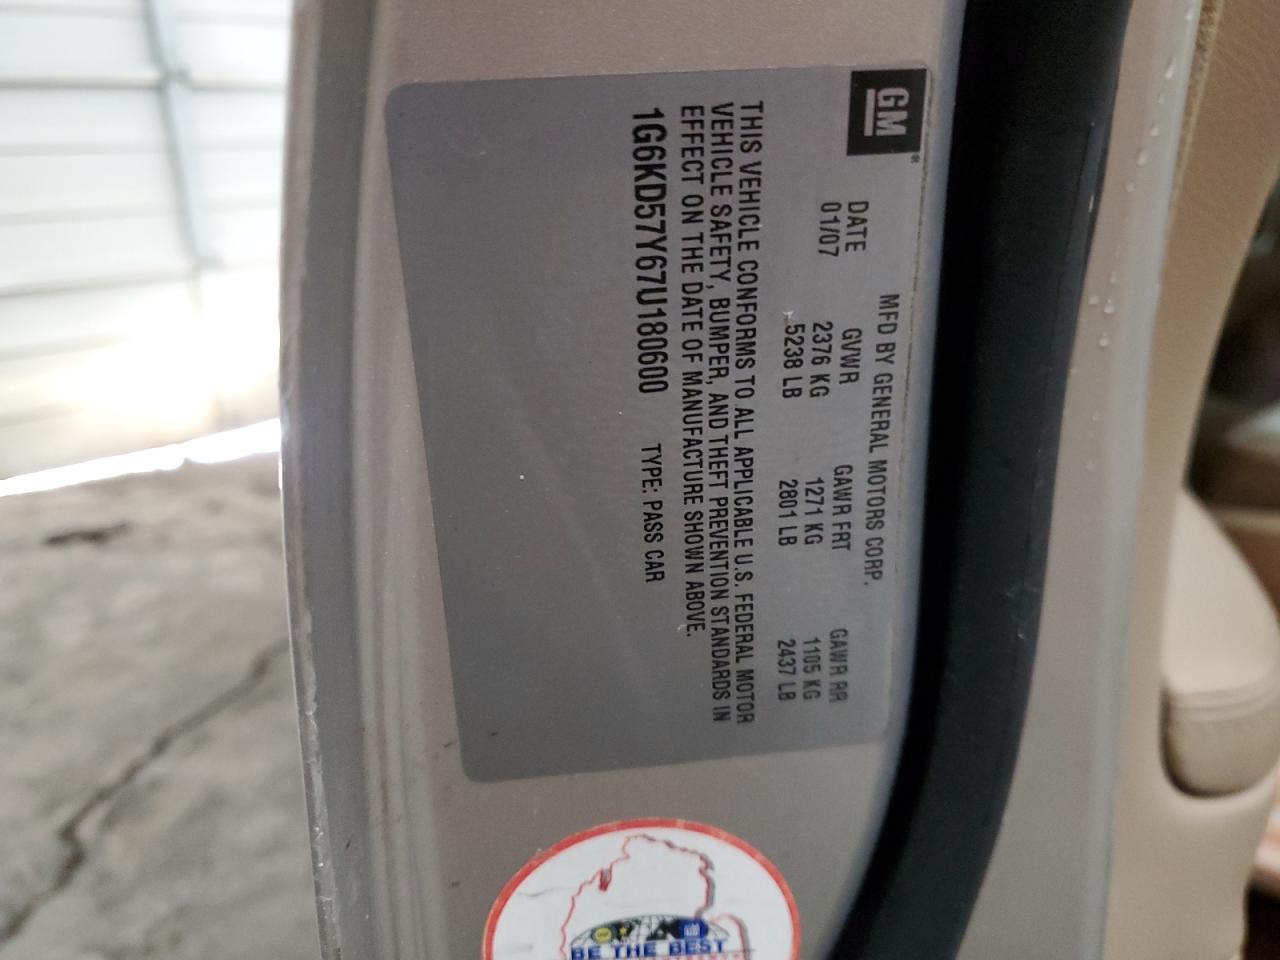 GM
MFD BY GENERAL MOTORS CORP.
DATE GVWR GAWR FRT GAWR RR
01/07 2376 KG 1271 KG 1105 KG
5238 LB 2801 LB 2437 LB
THIS VEHICLE CONFORMS TO ALL APPLICABLE U.S. FEDERAL MOTOR
VEHICLE SAFETY, BUMPER, AND THEFT PREVENTION STANDARDS IN
EFFECT ON THE DATE OF MANUFACTURE SHOWN ABOVE.
1G6KD57Y67U180600 TYPE: PASS CAR
BE THE BEST